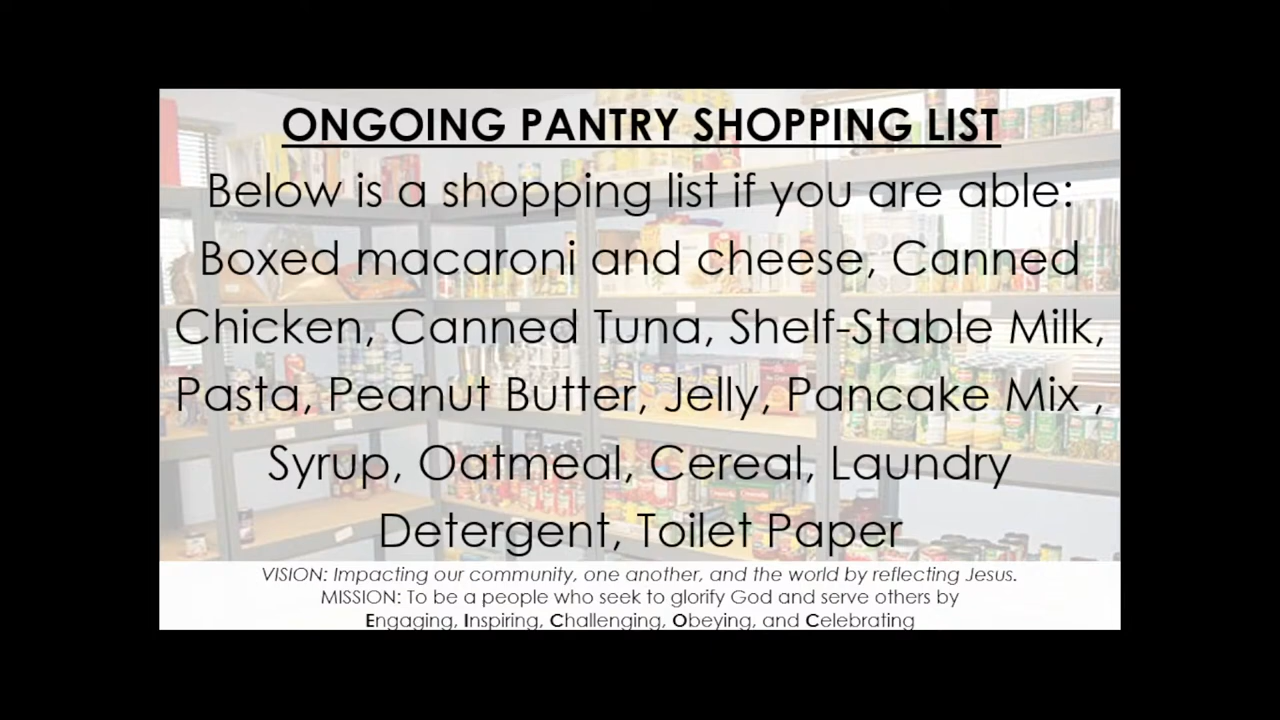 ONGOING PANTRY SHOPPING LIST
Below is a shopping list if you are able:
Boxed macaroni and cheese, Canned
Chicken, Canned Tuna, Shelf-Stable Milk,
Pasta, Peanut Butter, Jelly, Pancake Mix ,
Syrup, Oatmeal, Cereal, Laundry
Detergent, Toilet Paper
VISION: Impacting our community, one another, and the world by reflecting Jesus.
MISSION: To be a people who seek to glorify God and serve others by
Engaging, Inspiring, Challenging, Obeying, and Celebrating